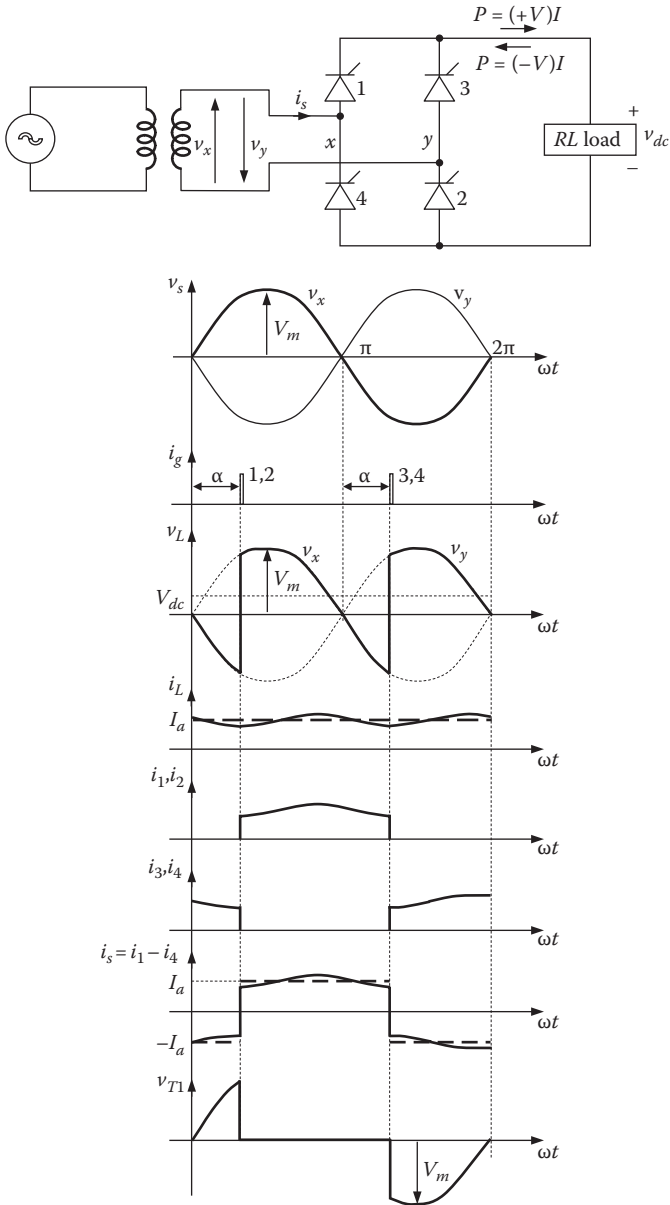 P = (+V)I
P = (−V)I
i_s
1
3
+
v_x
v_y
x
y
RL load
v_dc
−
4
2
v_s
v_x
v_y
V_m
π
2π
ωt
i_g
α
1,2
α
3,4
ωt
v_L
v_x
v_y
V_m
V_dc
ωt
i_L
I_a
ωt
i_1,i_2
ωt
i_3,i_4
ωt
i_s = i_1 − i_4
I_a
ωt
−I_a
v_T1
ωt
V_m